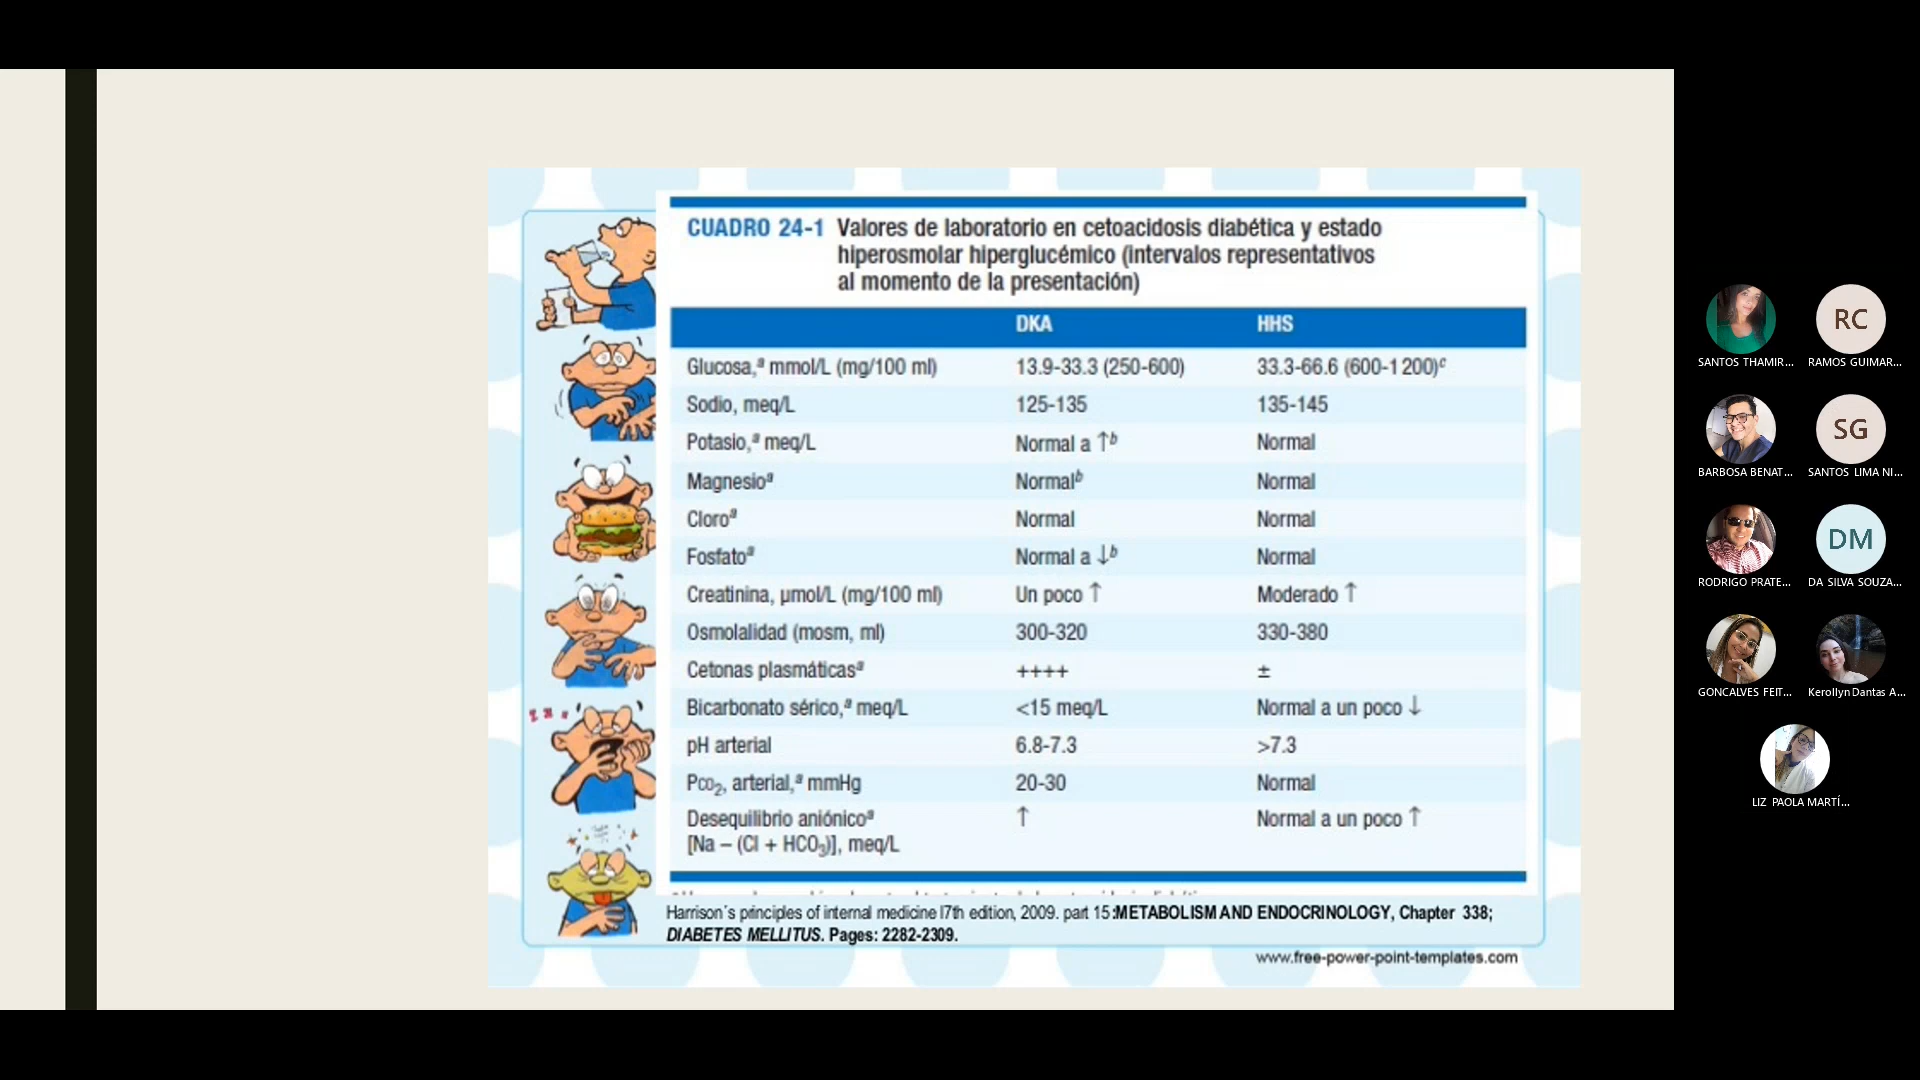 CUADRO 24-1 Valores de laboratorio en cetoacidosis diabética y estado
hiperosmolar hiperglucémico (intervalos representativos
al momento de la presentación)
DKA HHS
Glucosa,ª mmol/L (mg/100 ml) 13.9-33.3 (250-600) 33.3-66.6 (600-1 200)ᶜ
Sodio, meq/L 125-135 135-145
Potasio,ª meq/L Normal a ↑ᵇ Normal
Magnesioª Normalᵇ Normal
Cloroª Normal Normal
Fosfatoª Normal a ↓ᵇ Normal
Creatinina, µmol/L (mg/100 ml) Un poco ↑ Moderado ↑
Osmolalidad (mosm, ml) 300-320 330-380
Cetonas plasmáticasª ++++ ±
Bicarbonato sérico,ª meq/L <15 meq/L Normal a un poco ↓
pH arterial 6.8-7.3 >7.3
Pco₂, arterial,ª mmHg 20-30 Normal
Desequilibrio aniónicoª ↑ Normal a un poco ↑
[Na – (Cl + HCO₃)], meq/L
Harrison´s principles of internal medicine l7th edition, 2009. part 15:METABOLISM AND ENDOCRINOLOGY, Chapter 338;
DIABETES MELLITUS. Pages: 2282-2309.
www.free-power-point-templates.com
SANTOS THAMIR...
RC
RAMOS GUIMAR...
BARBOSA BENAT...
SG
SANTOS LIMA NI...
RODRIGO PRATE...
DM
DA SILVA SOUZA...
GONCALVES FEIT...
Kerollyn Dantas A...
LIZ PAOLA MARTÍ...